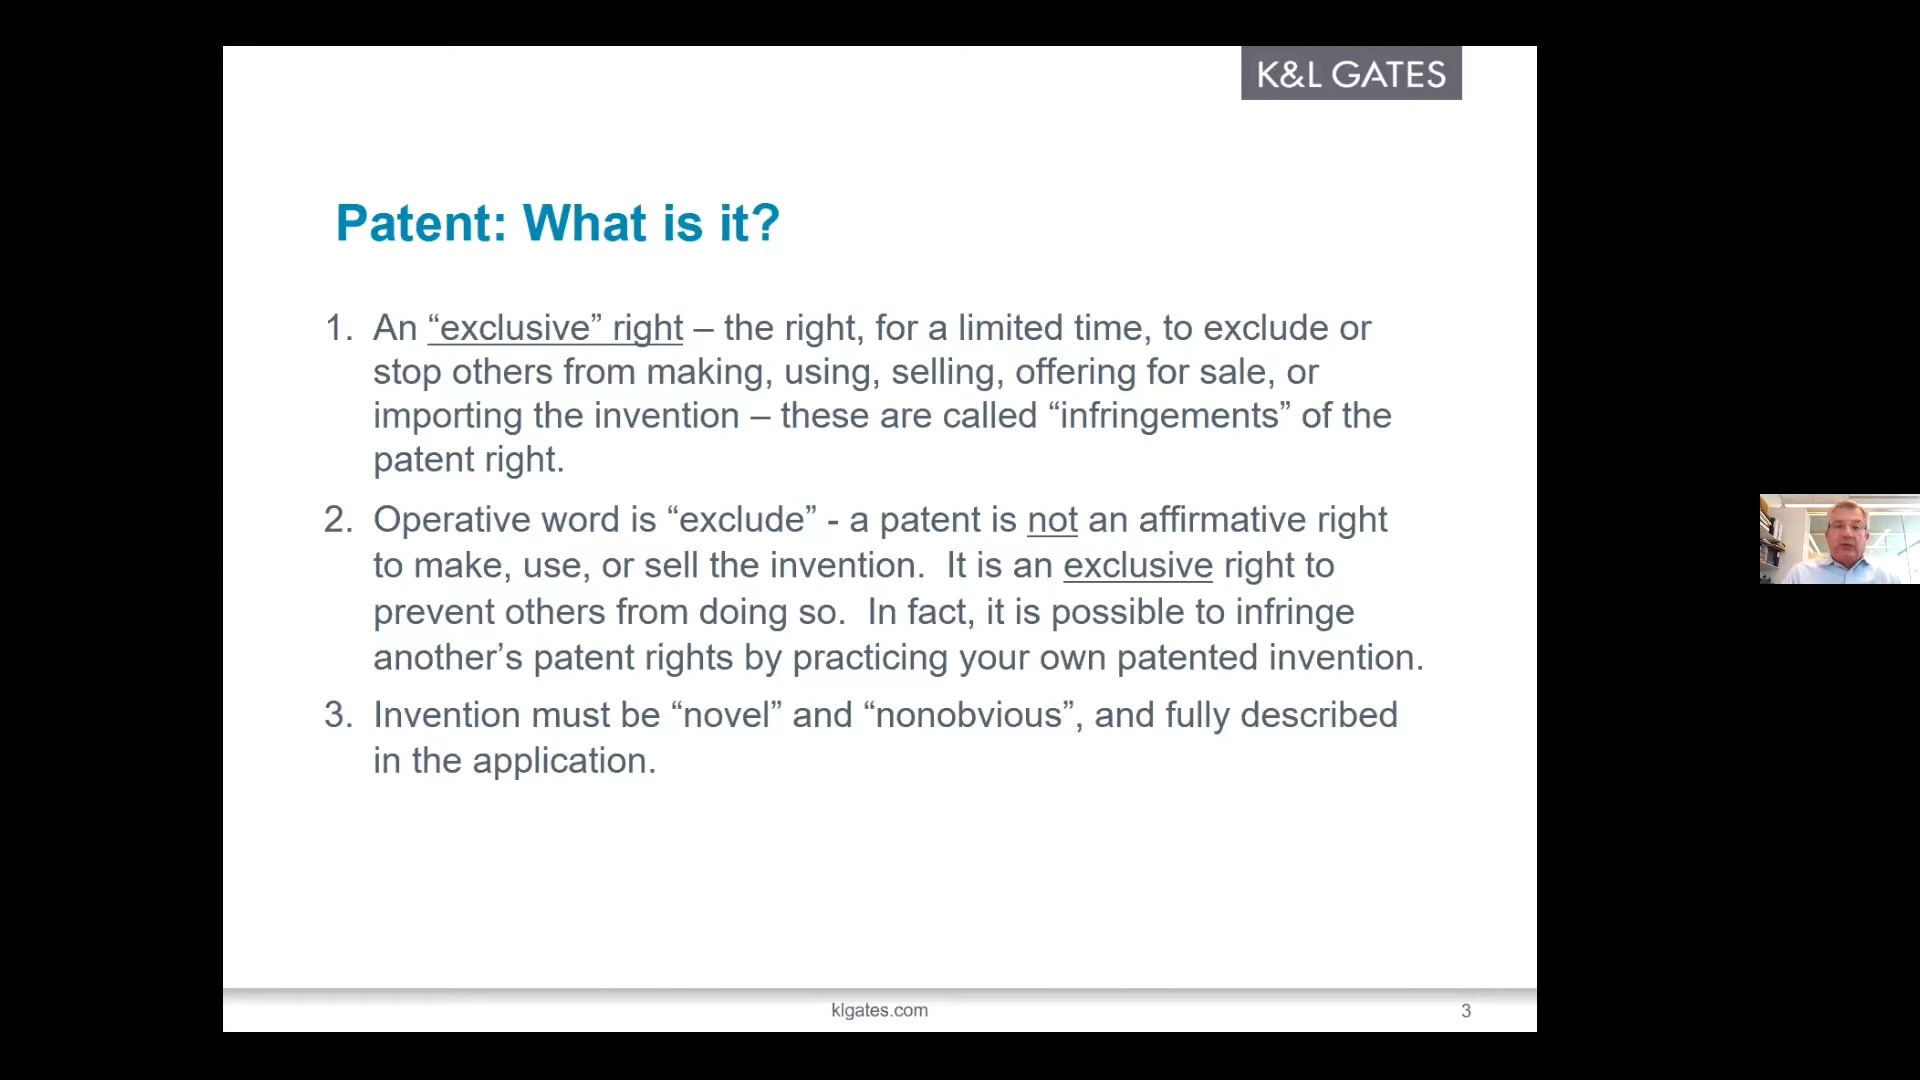 K&L GATES
Patent: What is it?
1. An “exclusive” right – the right, for a limited time, to exclude or
stop others from making, using, selling, offering for sale, or
importing the invention – these are called “infringements” of the
patent right.
2. Operative word is “exclude” - a patent is not an affirmative right
to make, use, or sell the invention.  It is an exclusive right to
prevent others from doing so.  In fact, it is possible to infringe
another’s patent rights by practicing your own patented invention.
3. Invention must be “novel” and “nonobvious”, and fully described
in the application.
klgates.com
3